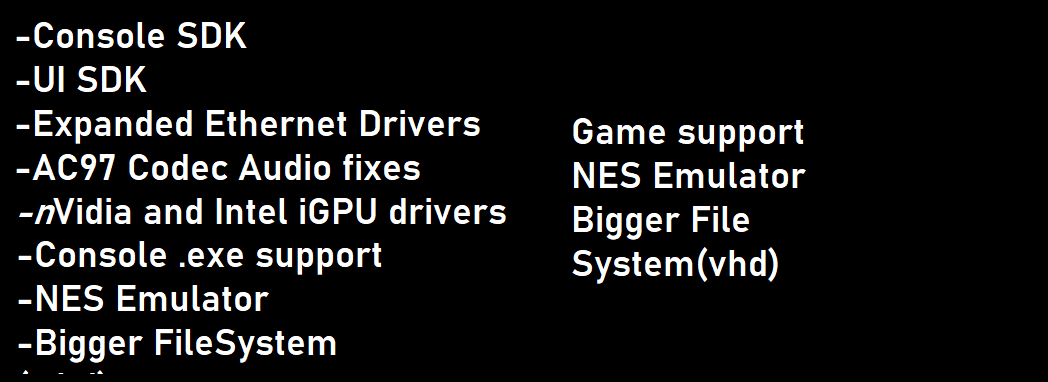 -Console SDK
-UI SDK
-Expanded Ethernet Drivers
-AC97 Codec Audio fixes
-nVidia and Intel iGPU drivers
-Console .exe support
-NES Emulator
-Bigger FileSystem
Game support
NES Emulator
Bigger File
System(vhd)